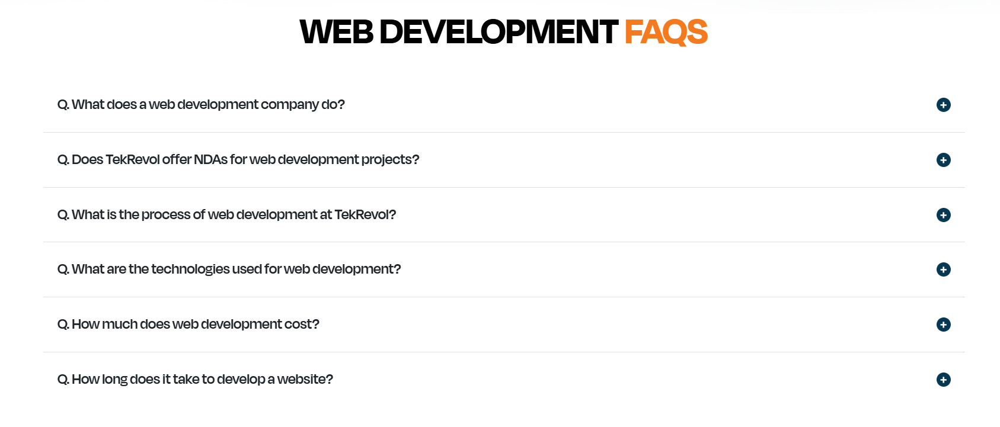 WEB DEVELOPMENT FAQS
Q. What does a web development company do?
Q. Does TekRevol offer NDAs for web development projects?
Q. What is the process of web development at TekRevol?
Q. What are the technologies used for web development?
Q. How much does web development cost?
Q. How long does it take to develop a website?